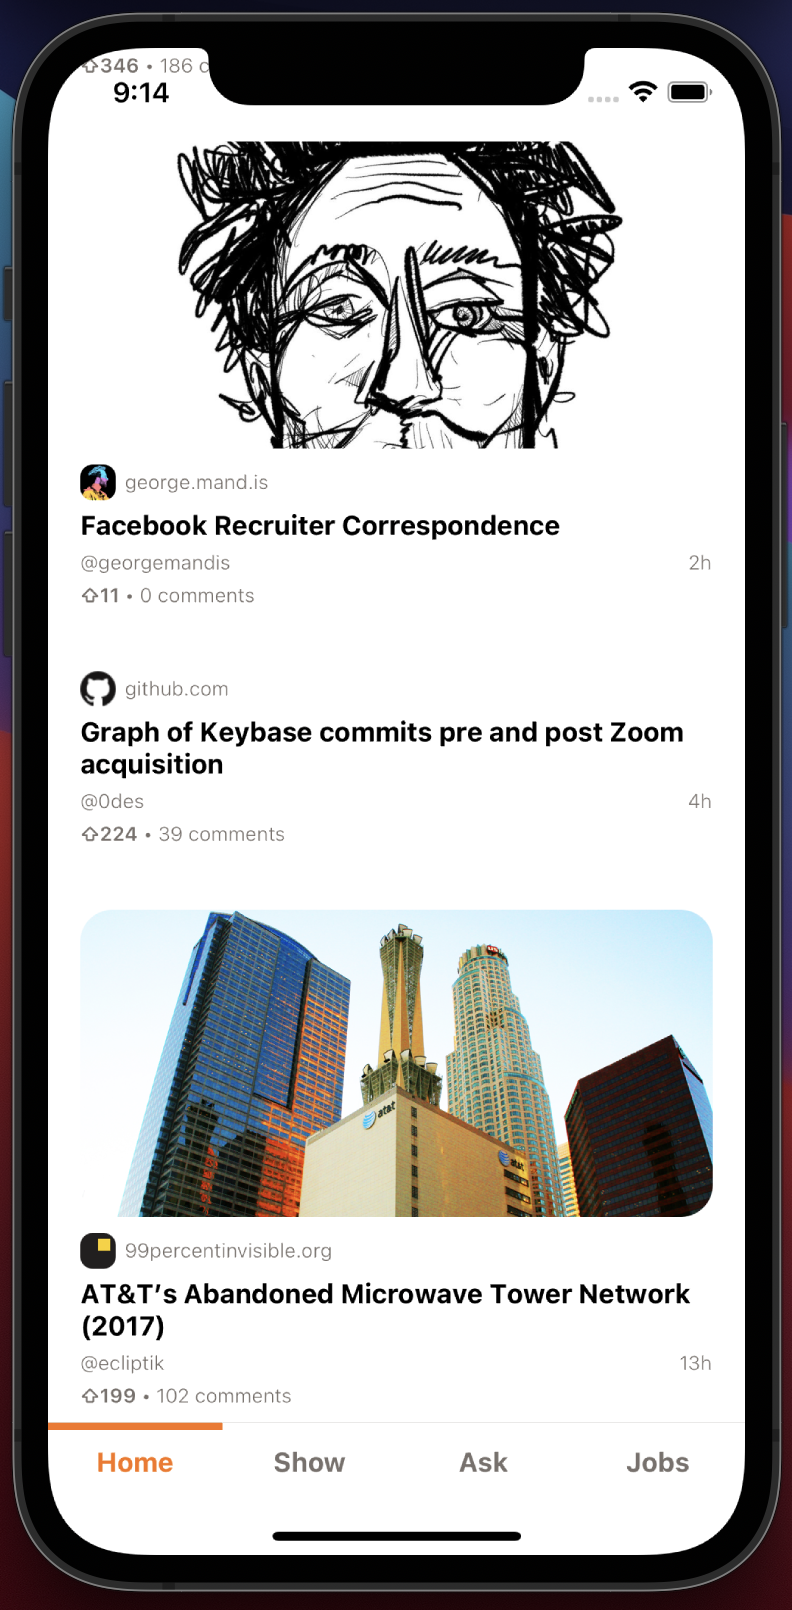 346 • 186 c
9:14
george.mand.is
Facebook Recruiter Correspondence
@georgemandis 2h
11 • 0 comments
github.com
Graph of Keybase commits pre and post Zoom
acquisition
@0des 4h
224 • 39 comments
at&t
at&t
99percentinvisible.org
AT&T’s Abandoned Microwave Tower Network
(2017)
@ecliptik 13h
199 • 102 comments
Home Show Ask Jobs